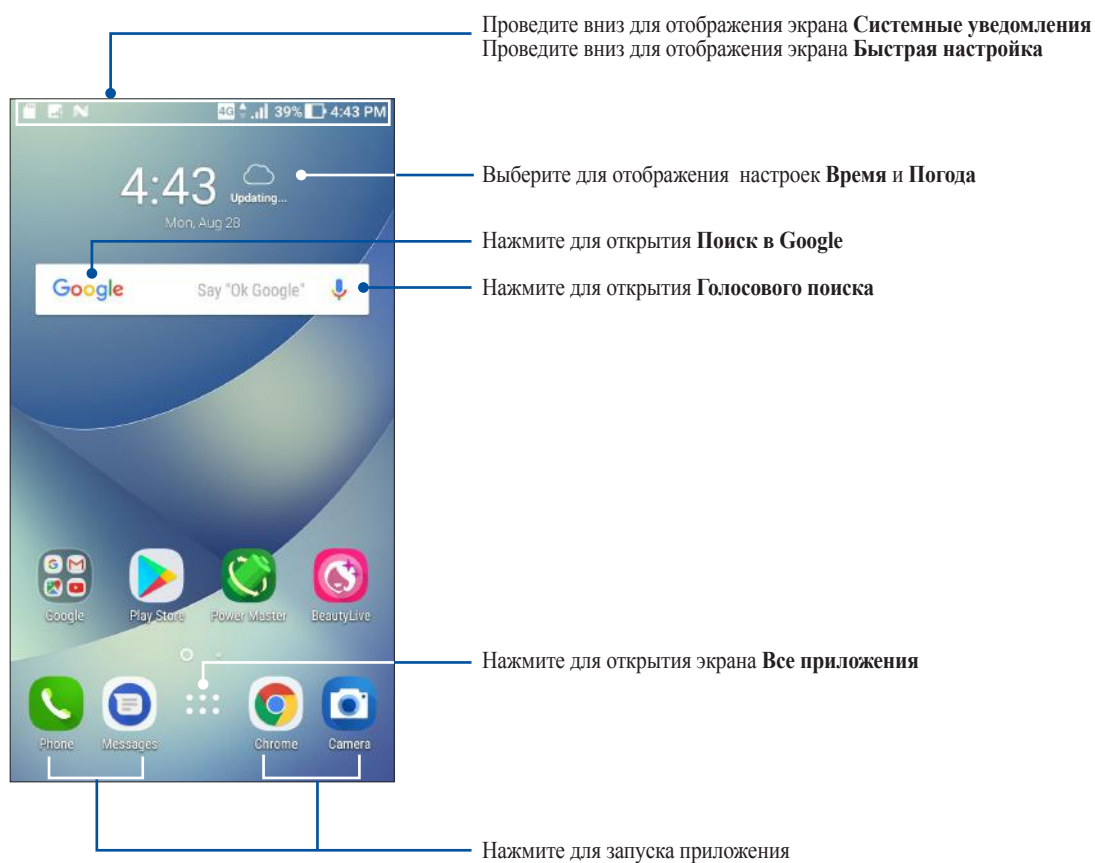 Проведите вниз для отображения экрана Системные уведомления
Проведите вниз для отображения экрана Быстрая настройка
4G 39% 4:43 PM
4:43
Updating...
Mon, Aug 28
Выберите для отображения настроек Время и Погода
Нажмите для открытия Поиск в Google
Google Say "Ok Google"
Нажмите для открытия Голосового поиска
Google Play Store Power Master BeautyLive
Нажмите для открытия экрана Все приложения
Phone Messages Chrome Camera
Нажмите для запуска приложения